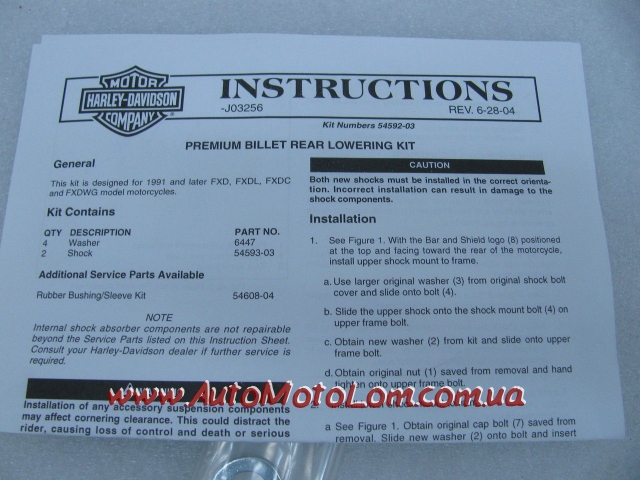 MOTOR
HARLEY-DAVIDSON
COMPANY
INSTRUCTIONS
-J03256
REV. 6-28-04
Kit Numbers 54592-03
PREMIUM BILLET REAR LOWERING KIT
General
This kit is designed for 1991 and later FXD, FXDL, FXDC
and FXDWG model motorcycles.
Kit Contains
QTY DESCRIPTION PART NO.
4 Washer 6447
2 Shock 54593-03
Additional Service Parts Available
Rubber Bushing/Sleeve Kit 54608-04
NOTE
Internal shock absorber components are not repairable
beyond the Service Parts listed on this Instruction Sheet.
Consult your Harley-Davidson dealer if further service is
required.
Installation of any accessory suspension components
may affect cornering clearance. This could distract the
rider, causing loss of control and death or serious
CAUTION
Both new shocks must be installed in the correct orienta-
tion. Incorrect installation can result in damage to the
shock components.
Installation
1. See Figure 1. With the Bar and Shield logo (8) positioned
at the top and facing toward the rear of the motorcycle,
install upper shock mount to frame.
a. Use larger original washer (3) from original shock bolt
cover and slide onto bolt (4).
b. Slide the upper shock onto the shock mount bolt (4) on
upper frame bolt.
c. Obtain new washer (2) from kit and slide onto upper
frame bolt.
d. Obtain original nut (1) saved from removal and hand
tighten onto upper frame bolt.
2.
a See Figure 1. Obtain original cap bolt (7) saved from
removal. Slide new washer (2) onto bolt and insert
www.AutoMotoLom.com.ua